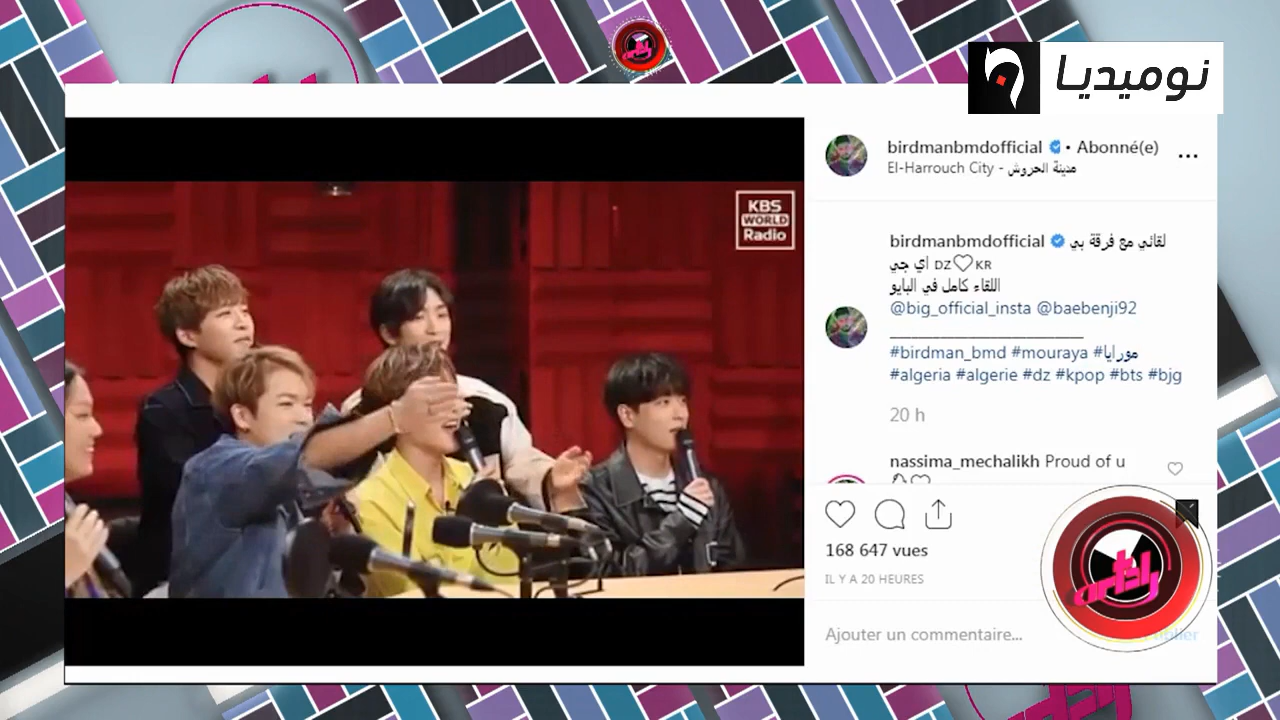 نوميديا
birdmanbmdofficial • Abonné(e)
El-Harrouch City - مدينة الحروش
KBS
WORLD
Radio
birdmanbmdofficial لقائي مع فرقة بي
اي جي DZ♡KR
اللقاء كامل في البايو
@big_official_insta @baebenji92
#birdman_bmd #mouraya #مورايا
#algeria #algerie #dz #kpop #bts #bjg
20 h
nassima_mechalikh Proud of u
168 647 vues
IL Y A 20 HEURES
Ajouter un commentaire...